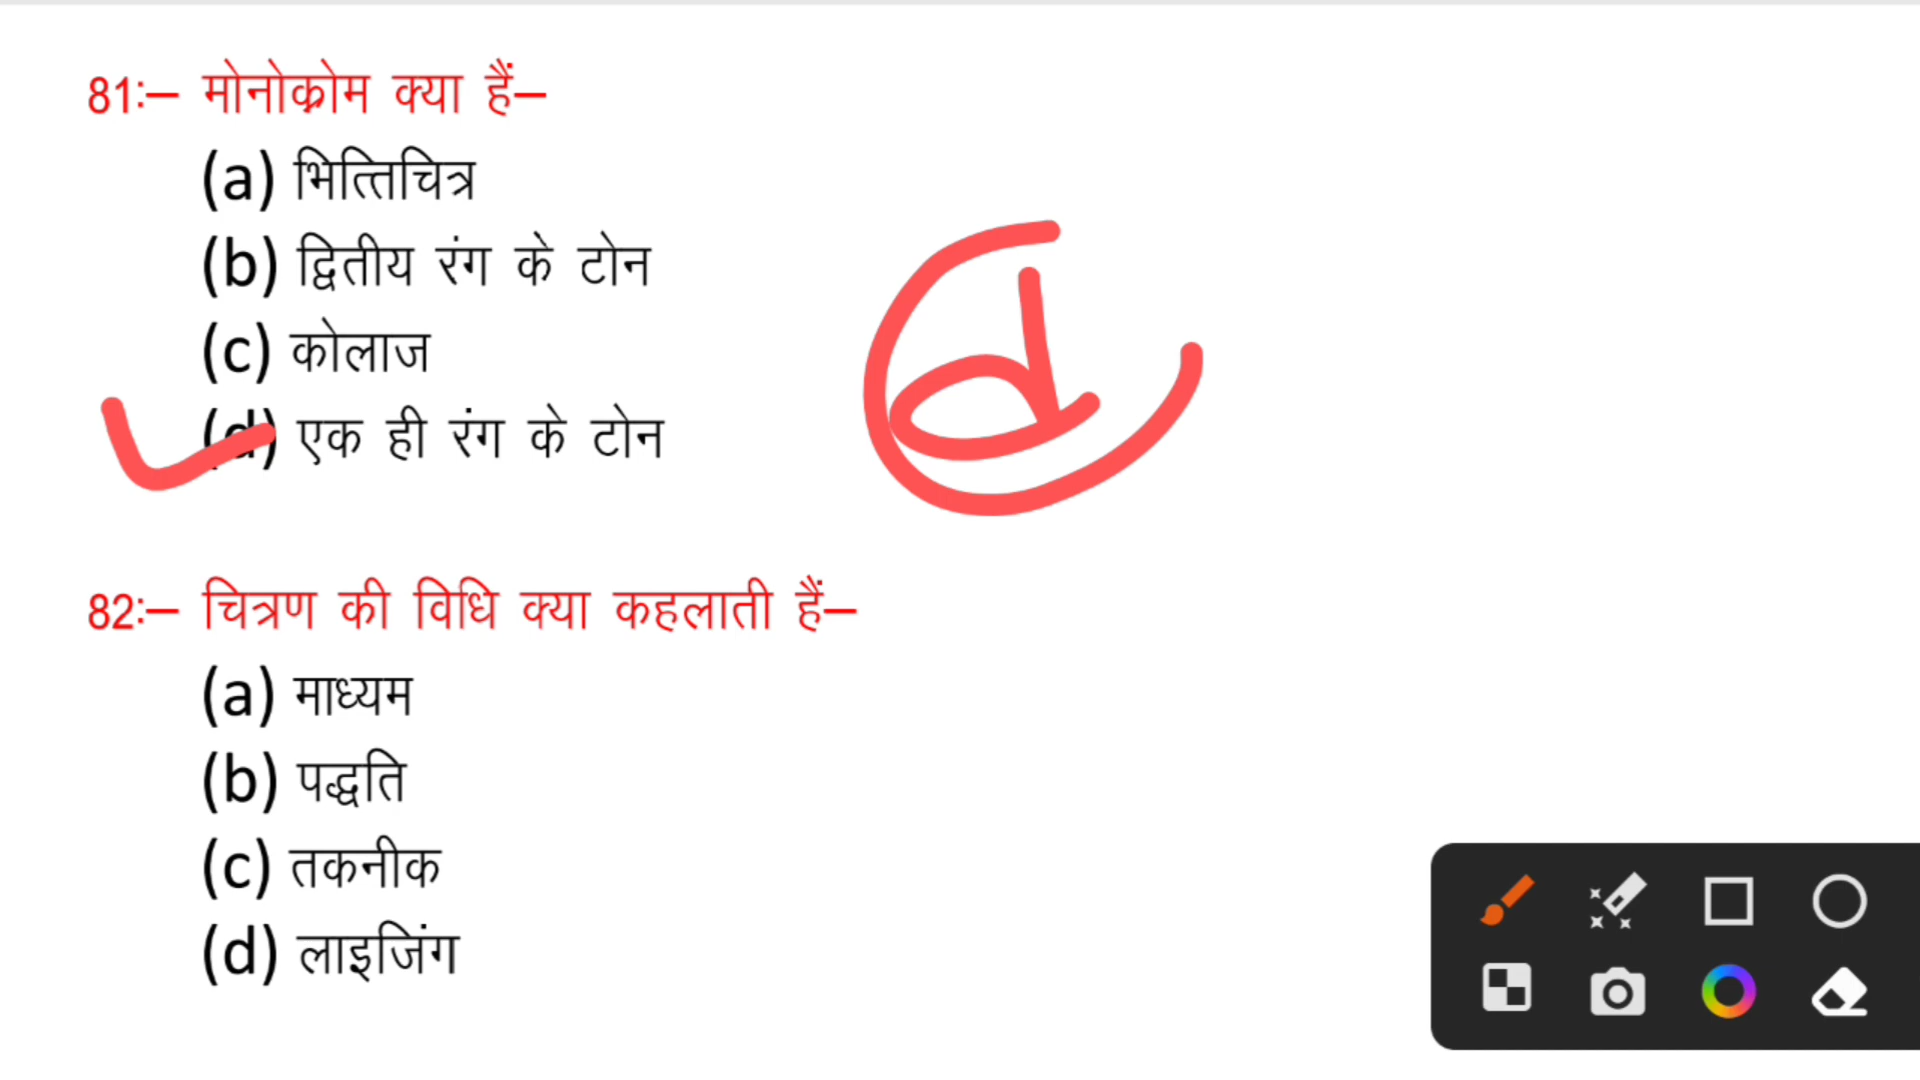 81:– मोनोक्रोम क्या हैं–
(a) भित्तिचित्र
(b) द्वितीय रंग के टोन
(c) कोलाज
(d) एक ही रंग के टोन
d
82:– चित्रण की विधि क्या कहलाती हैं–
(a) माध्यम
(b) पद्धति
(c) तकनीक
(d) लाइजिंग